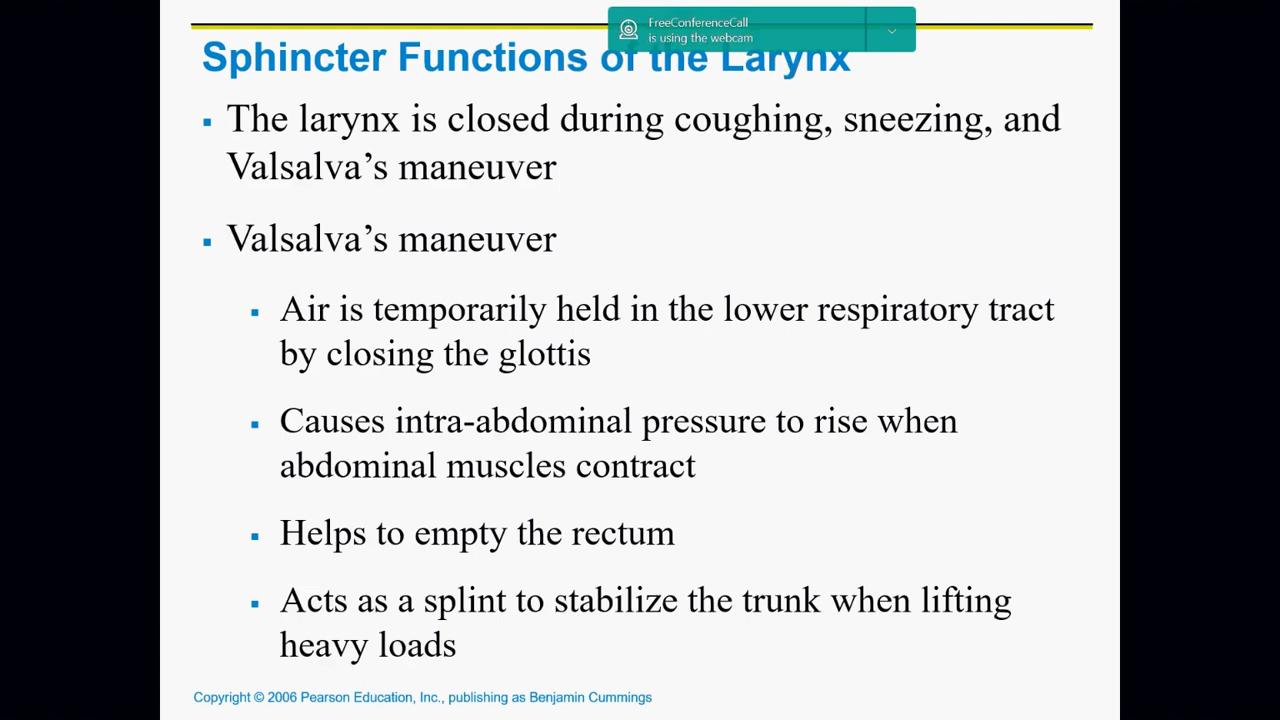 FreeConferenceCall
is using the webcam
Sphincter Functions of the Larynx
▪ The larynx is closed during coughing, sneezing, and
Valsalva’s maneuver
▪ Valsalva’s maneuver
▪ Air is temporarily held in the lower respiratory tract
by closing the glottis
▪ Causes intra-abdominal pressure to rise when
abdominal muscles contract
▪ Helps to empty the rectum
▪ Acts as a splint to stabilize the trunk when lifting
heavy loads
Copyright © 2006 Pearson Education, Inc., publishing as Benjamin Cummings